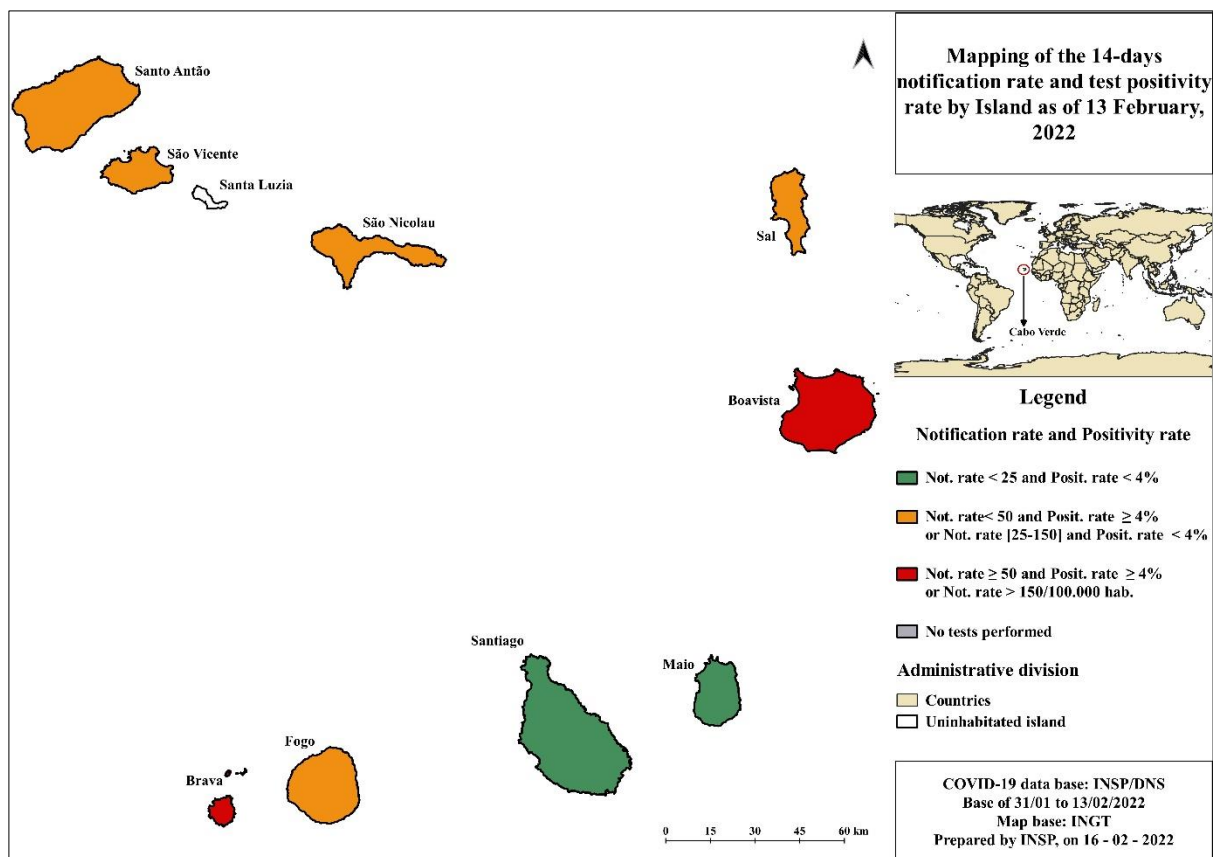 Mapping of the 14-days
notification rate and test positivity
rate by Island as of 13 February,
2022
Santo Antão
São Vicente
Santa Luzia
São Nicolau
Sal
Boavista
Santiago
Maio
Fogo
Brava
0 15 30 45 60 km
Cabo Verde
Legend
Notification rate and Positivity rate
Not. rate < 25 and Posit. rate < 4%
Not. rate< 50 and Posit. rate ≥ 4%
or Not. rate [25-150] and Posit. rate < 4%
Not. rate ≥ 50 and Posit. rate ≥ 4%
or Not. rate > 150/100.000 hab.
No tests performed
Administrative division
Countries
Uninhabitated island
COVID-19 data base: INSP/DNS
Base of 31/01 to 13/02/2022
Map base: INGT
Prepared by INSP, on 16 - 02 - 2022